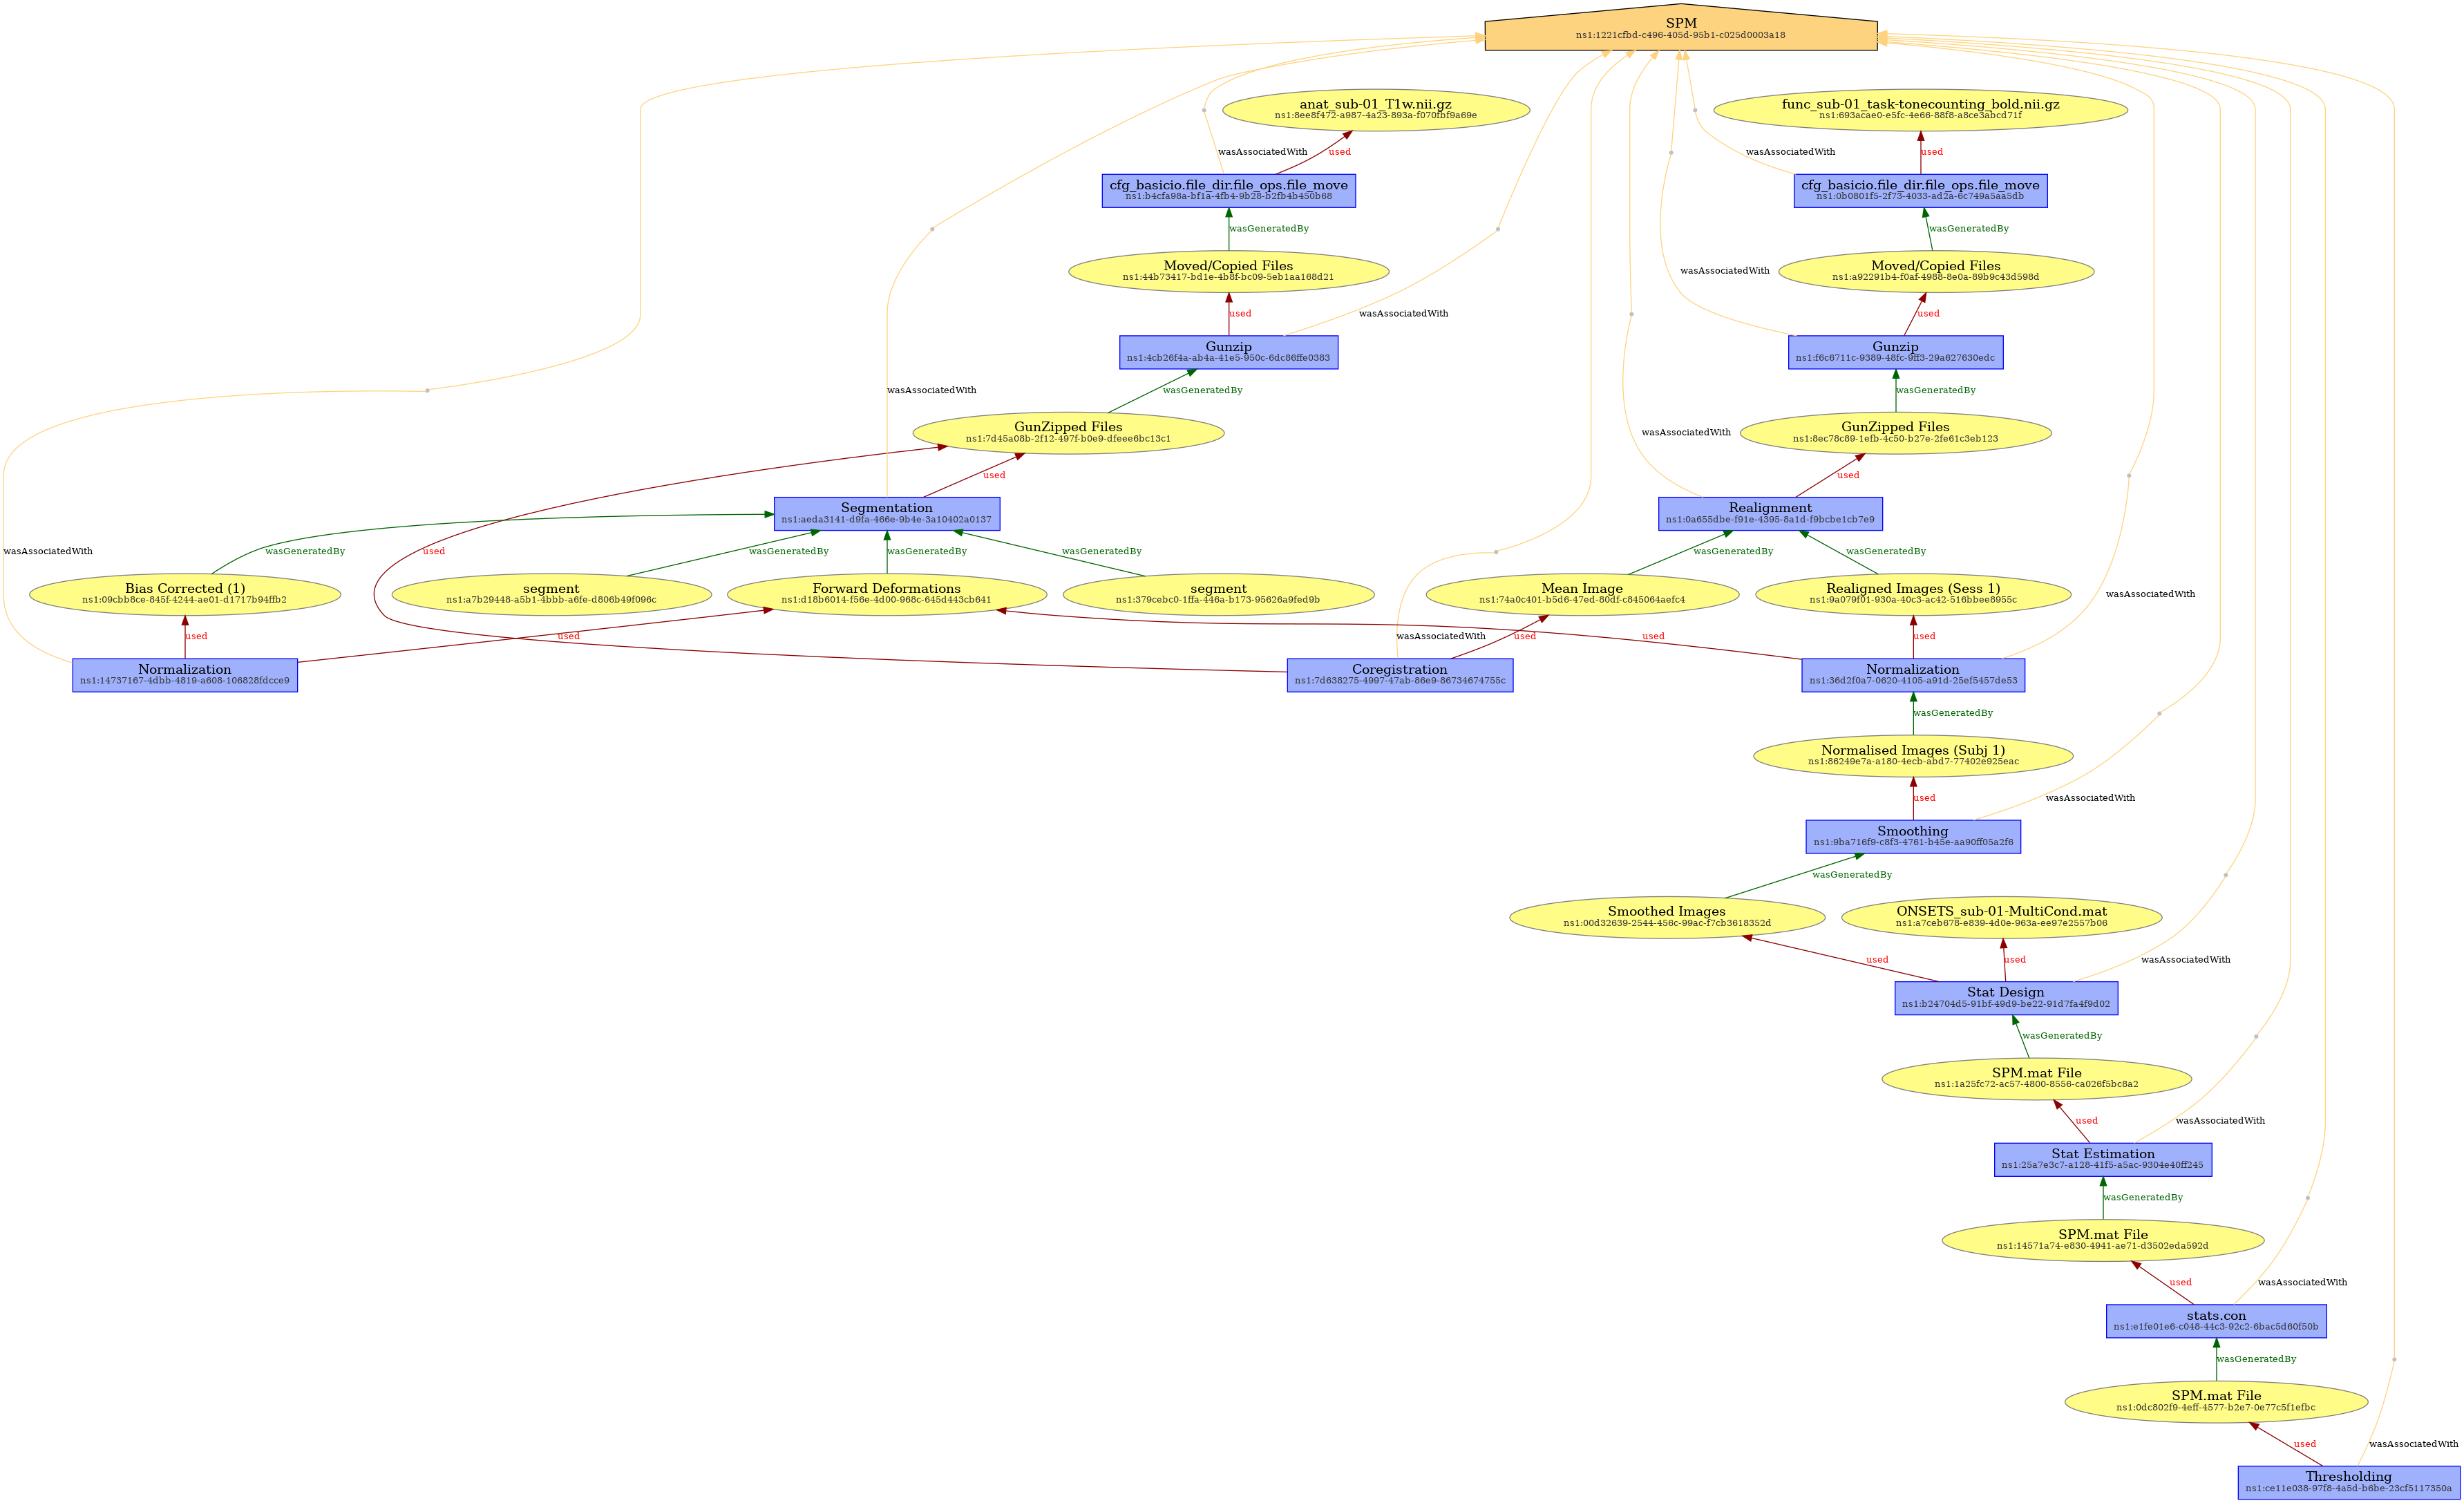 SPM
ns1:1221cfbd-c496-405d-95b1-c025d0003a18
anat_sub-01_T1w.nii.gz
ns1:8ee8f472-a987-4a23-893a-f070fbf9a69e
func_sub-01_task-tonecounting_bold.nii.gz
ns1:693acae0-e5fc-4e66-88f8-a8ce3abcd71f
wasAssociatedWith
used
wasAssociatedWith
used
cfg_basicio.file_dir.file_ops.file_move
ns1:b4cfa98a-bf1a-4fb4-9b28-b2fb4b450b68
cfg_basicio.file_dir.file_ops.file_move
ns1:0b0801f5-2f73-4033-ad2a-6c749a5aa5db
wasGeneratedBy
wasGeneratedBy
Moved/Copied Files
ns1:44b73417-bd1e-4b8f-bc09-5eb1aa168d21
wasAssociatedWith
Moved/Copied Files
ns1:a92291b4-f0af-4988-8e0a-89b9c43d598d
used
wasAssociatedWith
used
Gunzip
ns1:4cb26f4a-ab4a-41e5-950c-6dc86ffe0383
Gunzip
ns1:f6c6711c-9389-48fc-9ff3-29a627630edc
wasAssociatedWith
wasGeneratedBy
wasGeneratedBy
GunZipped Files
ns1:7d45a08b-2f12-497f-b0e9-dfeee6bc13c1
wasAssociatedWith
GunZipped Files
ns1:8ec78c89-1efb-4c50-b27e-2fe61c3eb123
used
used
Segmentation
ns1:aeda3141-d9fa-466e-9b4e-3a10402a0137
Realignment
ns1:0a655dbe-f91e-4395-8a1d-f9bcbe1cb7e9
wasAssociatedWith
wasGeneratedBy
used
wasGeneratedBy
wasGeneratedBy
wasGeneratedBy
wasGeneratedBy
wasGeneratedBy
Bias Corrected (1)
ns1:09cbb8ce-845f-4244-ae01-d1717b94ffb2
segment
ns1:a7b29448-a5b1-4bbb-a6fe-d806b49f096c
Forward Deformations
ns1:d18b6014-f56e-4d00-968c-645d443cb641
segment
ns1:379cebc0-1ffa-446a-b173-95626a9fed9b
Mean Image
ns1:74a0c401-b5d6-47ed-80df-c845064aefc4
Realigned Images (Sess 1)
ns1:9a079f01-930a-40c3-ac42-516bbee8955c
wasAssociatedWith
used
used
wasAssociatedWith
used
used
used
Normalization
ns1:14737167-4dbb-4819-a608-106828fdcce9
Coregistration
ns1:7d638275-4997-47ab-86e9-86734674755c
Normalization
ns1:36d2f0a7-0620-4105-a91d-25ef5457de53
wasGeneratedBy
Normalised Images (Subj 1)
ns1:86249e7a-a180-4ecb-abd7-77402e925eac
used
wasAssociatedWith
Smoothing
ns1:9ba716f9-c8f3-4761-b45e-aa90ff05a2f6
wasGeneratedBy
Smoothed Images
ns1:00d32639-2544-456c-99ac-f7cb3618352d
ONSETS_sub-01-MultiCond.mat
ns1:a7ceb678-e839-4d0e-963a-ee97e2557b06
used
used
wasAssociatedWith
Stat Design
ns1:b24704d5-91bf-49d9-be22-91d7fa4f9d02
wasGeneratedBy
SPM.mat File
ns1:1a25fc72-ac57-4800-8556-ca026f5bc8a2
used
wasAssociatedWith
Stat Estimation
ns1:25a7e3c7-a128-41f5-a5ac-9304e40ff245
wasGeneratedBy
SPM.mat File
ns1:14571a74-e830-4941-ae71-d3502eda592d
used
wasAssociatedWith
stats.con
ns1:e1fe01e6-c048-44c3-92c2-6bac5d60f50b
wasGeneratedBy
SPM.mat File
ns1:0dc802f9-4eff-4577-b2e7-0e77c5f1efbc
used
wasAssociatedWith
Thresholding
ns1:ce11e038-97f8-4a5d-b6be-23cf5117350a